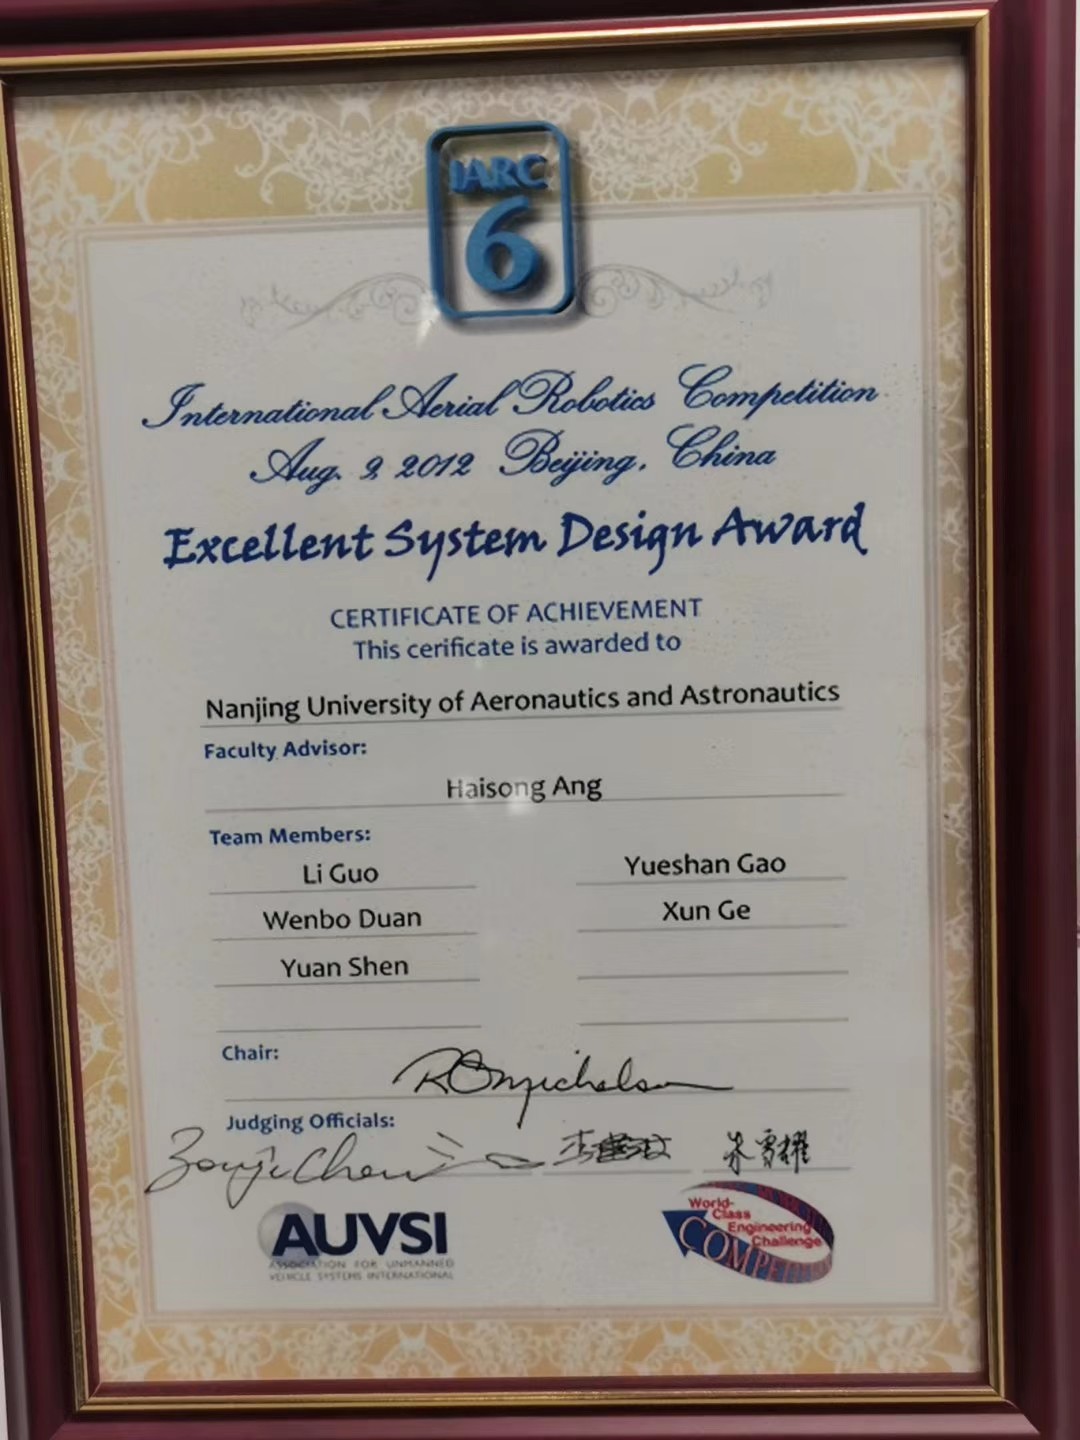 IARC
6
International Aerial Robotics Competition
Aug. 9, 2012 Beijing, China
Excellent System Design Award
CERTIFICATE OF ACHIEVEMENT
This cerificate is awarded to
Nanjing University of Aeronautics and Astronautics
Faculty Advisor:
Haisong Ang
Team Members:
Li Guo Yueshan Gao
Wenbo Duan Xun Ge
Yuan Shen
Chair:
Judging Officials:
AUVSI
ASSOCIATION FOR UNMANNED
VEHICLE SYSTEMS INTERNATIONAL
World-
Class
Engineering
Challenge